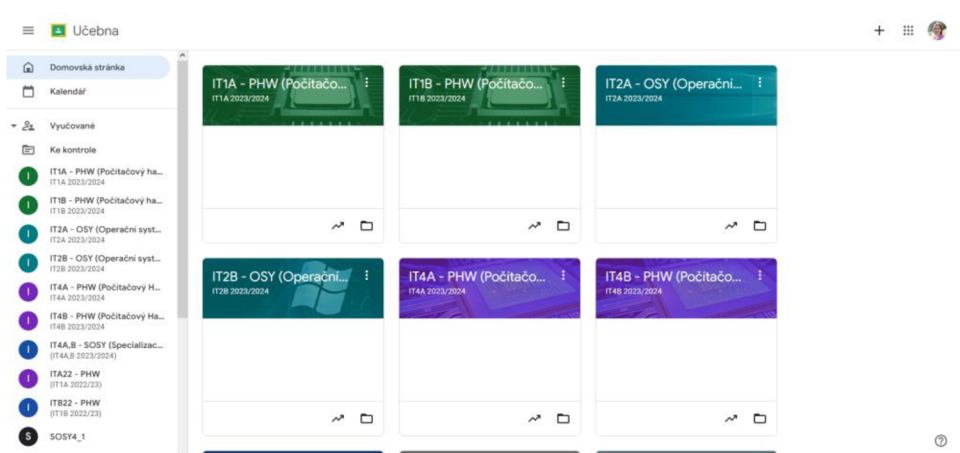 Učebna
Domovská stránka
Kalendář
Vyučované
Ke kontrole
I
IT1A - PHW (Počítačový ha...
IT1A 2023/2024
I
IT1B - PHW (Počítačový ha...
IT1B 2023/2024
I
IT2A - OSY (Operační syst...
IT2A 2023/2024
I
IT2B - OSY (Operační syst...
IT2B 2023/2024
I
IT4A - PHW (Počítačový H...
IT4A 2023/2024
I
IT4B - PHW (Počítačový Ha...
IT4B 2023/2024
I
IT4A,B - SOSY (Specializac...
(IT4A,B 2023/2024)
I
ITA22 - PHW
(IT1A 2022/23)
I
ITB22 - PHW
(IT1B 2022/23)
S
SOSY4_1
IT1A - PHW (Počítačo...
IT1A 2023/2024
IT1B - PHW (Počítačo...
IT1B 2023/2024
IT2A - OSY (Operační...
IT2A 2023/2024
IT2B - OSY (Operační...
IT2B 2023/2024
IT4A - PHW (Počítačo...
IT4A 2023/2024
IT4B - PHW (Počítačo...
IT4B 2023/2024